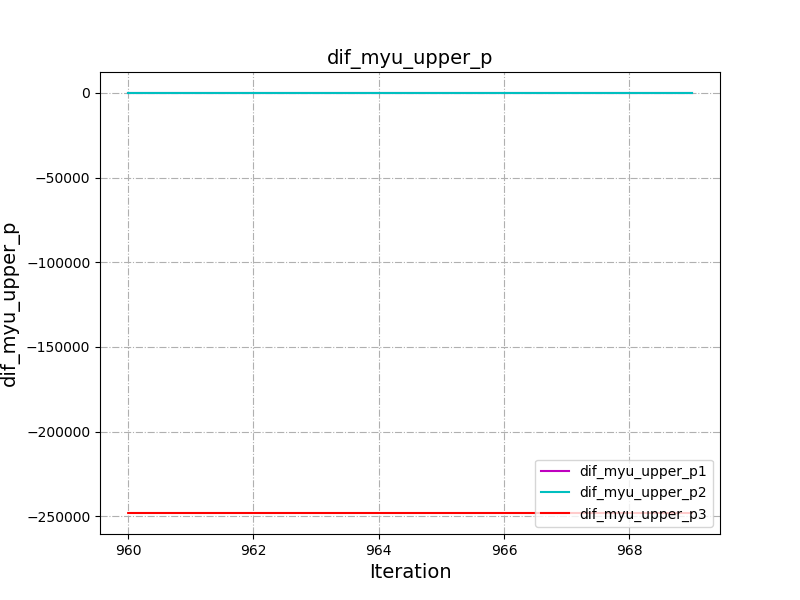 dif_myu_upper_p
dif_myu_upper_p
0
−50000
−100000
−150000
−200000
−250000
dif_myu_upper_p1
dif_myu_upper_p2
dif_myu_upper_p3
960 962 964 966 968
Iteration